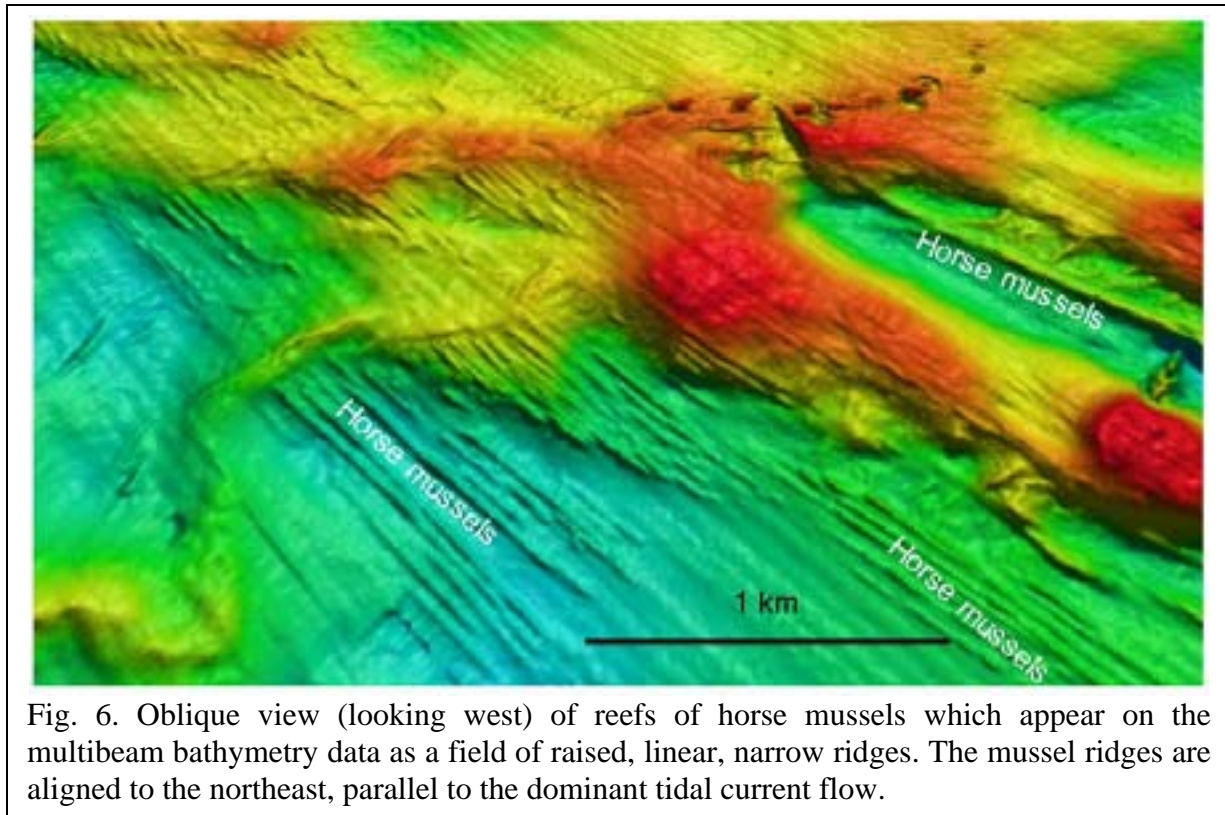 Horse mussels
Horse mussels
Horse mussels
1 km
Fig. 6. Oblique view (looking west) of reefs of horse mussels which appear on the
multibeam bathymetry data as a field of raised, linear, narrow ridges. The mussel ridges are
aligned to the northeast, parallel to the dominant tidal current flow.